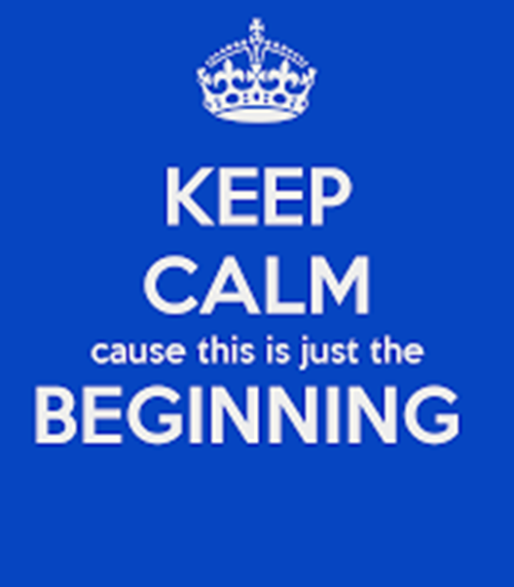 KEEP
CALM
cause this is just the
BEGINNING